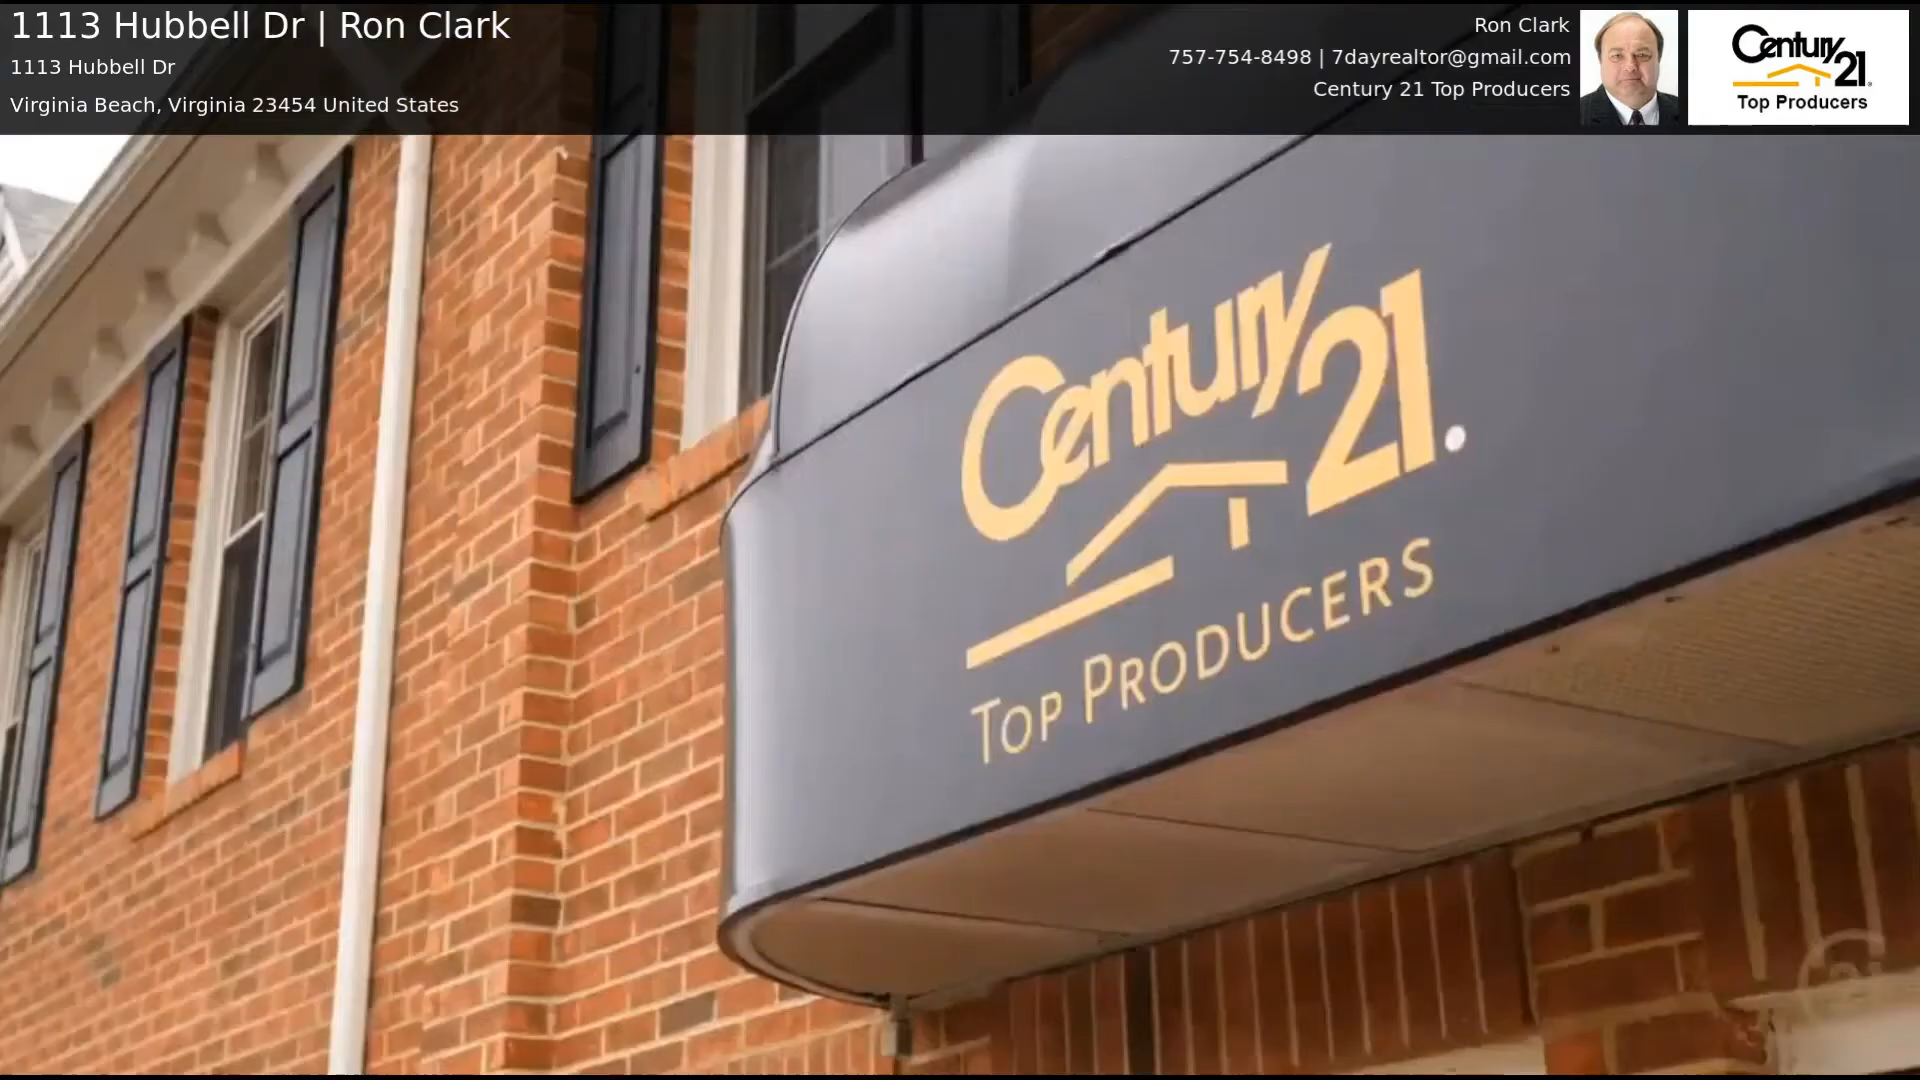 1113 Hubbell Dr | Ron Clark
1113 Hubbell Dr
Virginia Beach, Virginia 23454 United States
Ron Clark
757-754-8498 | 7dayrealtor@gmail.com
Century 21 Top Producers
Century 21
Top Producers
Century 21
TOP PRODUCERS